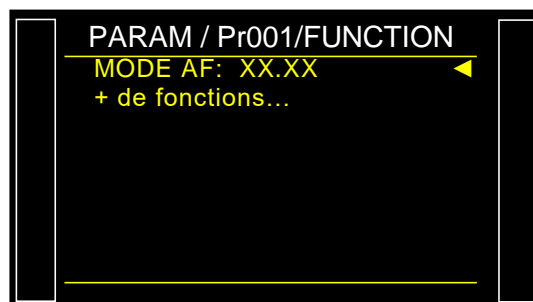 PARAM / Pr001/FUNCTION
MODE AF: XX.XX ◄
+ de fonctions…